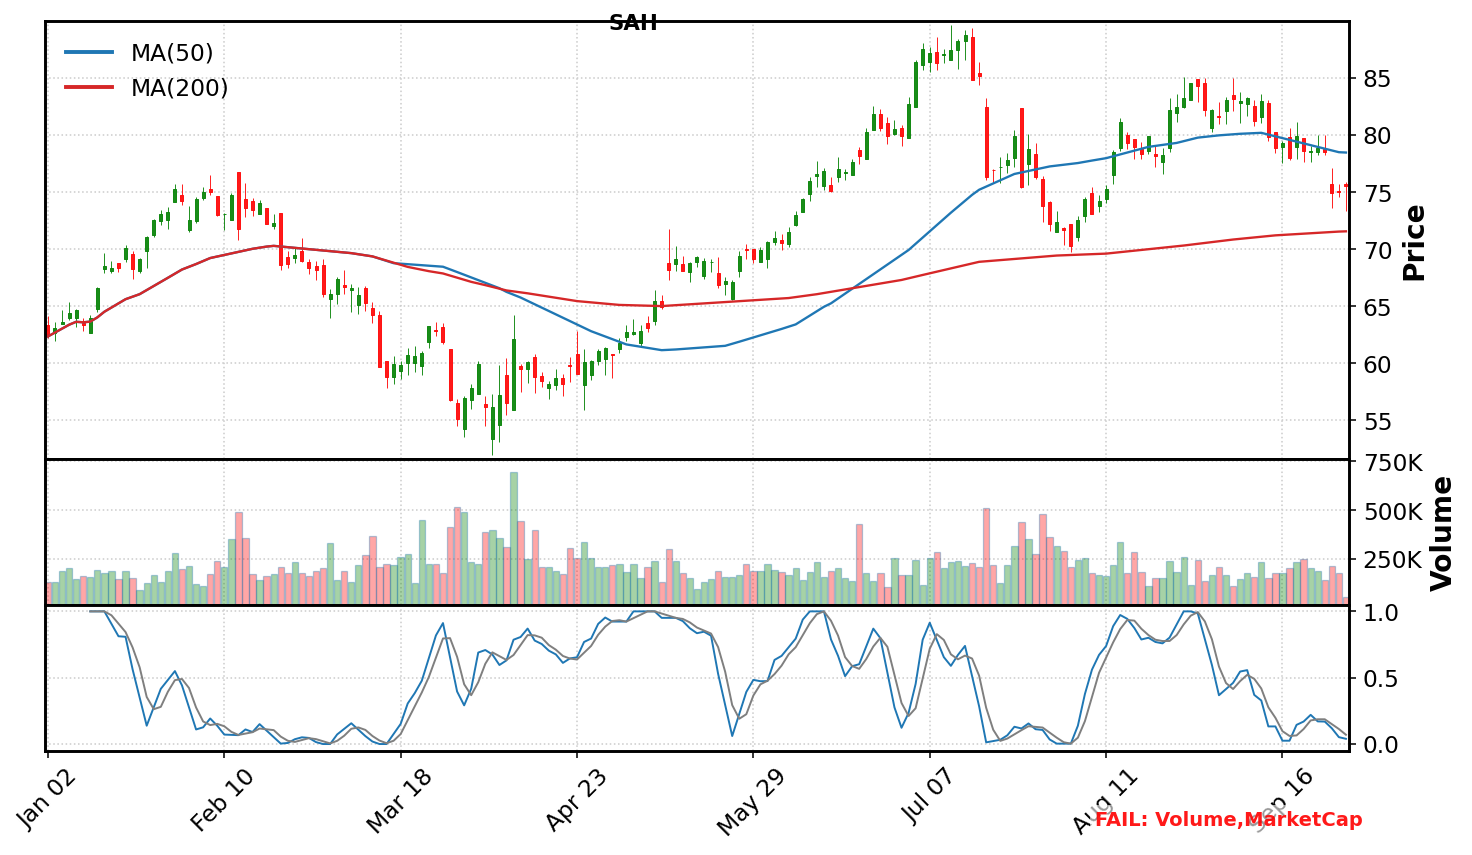 SAH
MA(50)
MA(200)
85
80
75
70
65
60
55
Price
750K
500K
250K
Volume
1.0
0.5
0.0
Jan 02
Feb 10
Mar 18
Apr 23
May 29
Jul 07
Aug 11
Sep 16
FAIL: Volume,MarketCap